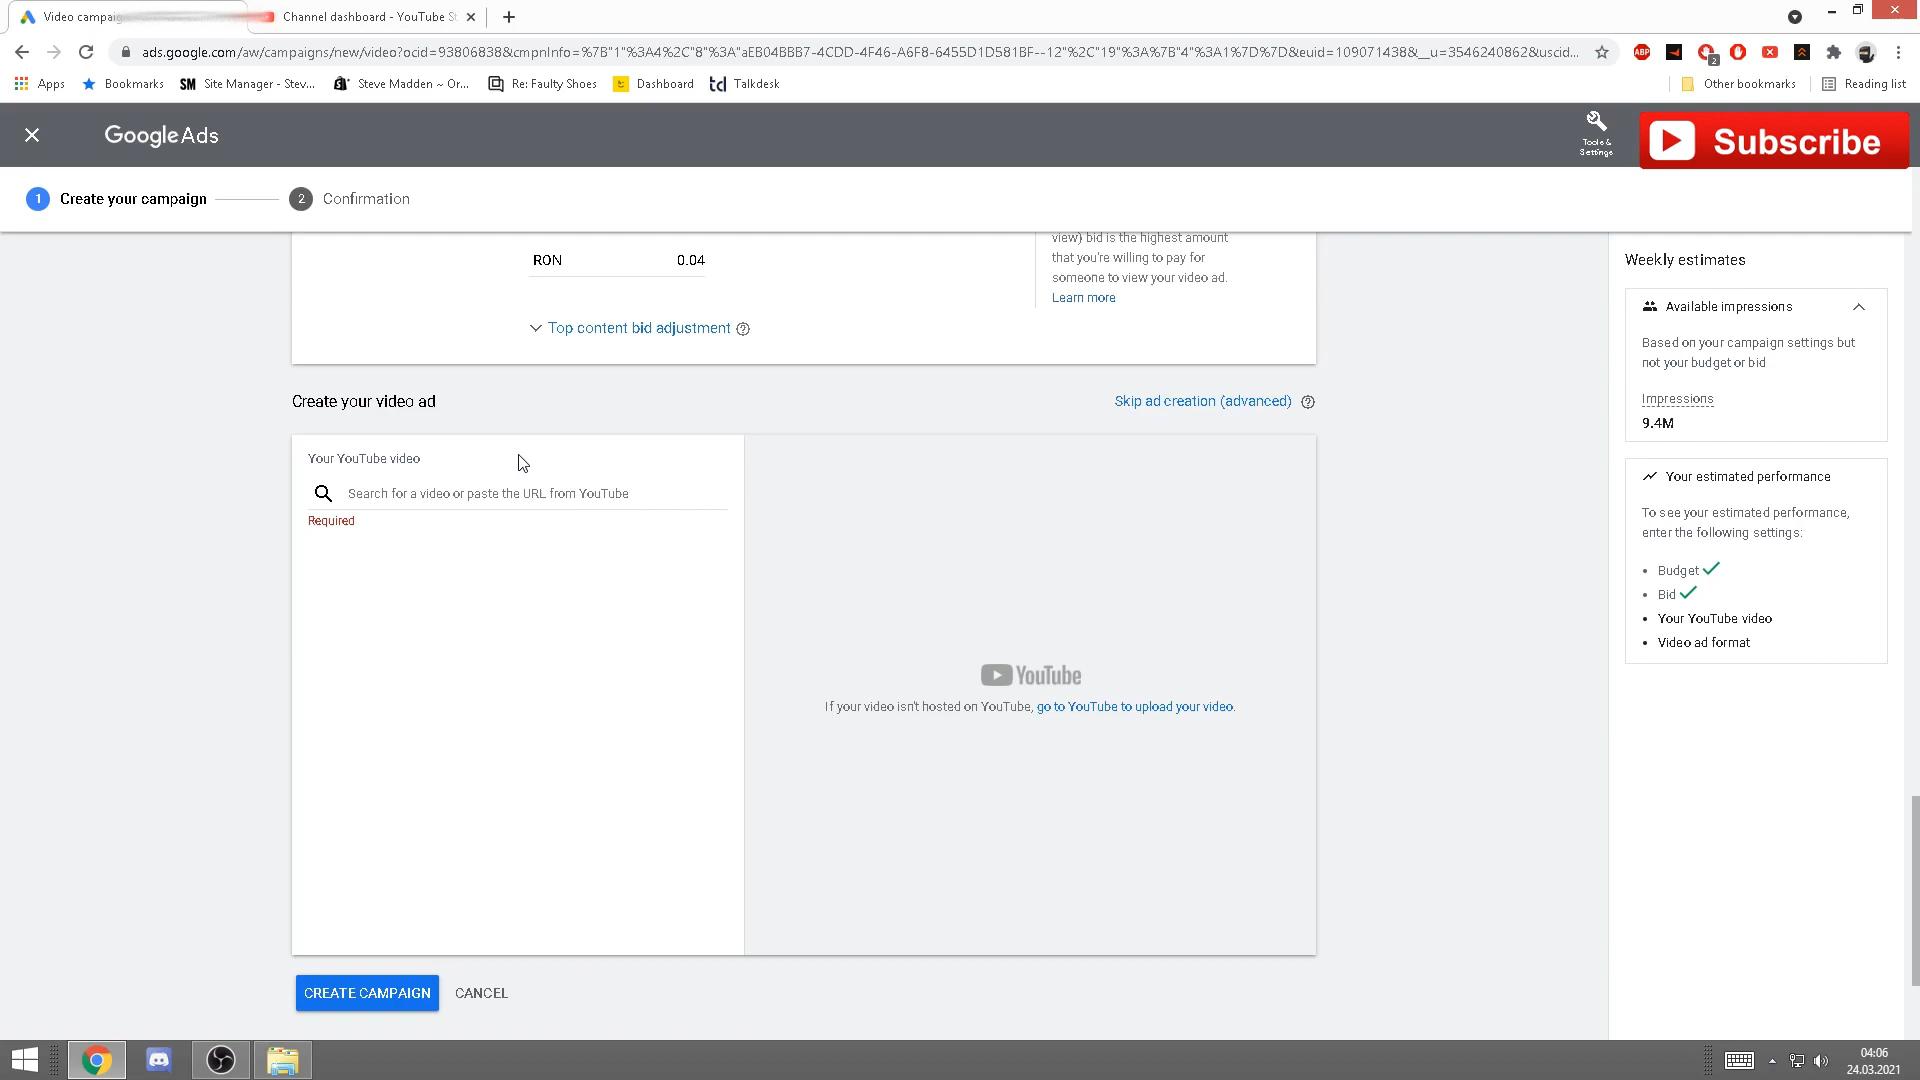 Video campaig
Channel dashboard - YouTube St
ads.google.com/aw/campaigns/new/video?ocid=93806838&cmpnInfo=%7B"1"%3A4%2C"8"%3A"aEB04BBB7-4CDD-4F46-A6F8-6455D1D581BF--12"%2C"19"%3A%7B"4"%3A1%7D%7D&euid=109071438&__u=3546240862&uscid...
ABP
2
Apps
Bookmarks
SM Site Manager - Stev...
Steve Madden ~ Or...
Re: Faulty Shoes
Dashboard
td Talkdesk
Other bookmarks
Reading list
Google Ads
Tools &
Settings
Subscribe
1 Create your campaign
2 Confirmation
RON 0.04
view) bid is the highest amount
that you're willing to pay for
someone to view your video ad.
Learn more
Top content bid adjustment
Create your video ad
Skip ad creation (advanced)
Your YouTube video
Search for a video or paste the URL from YouTube
Required
YouTube
If your video isn't hosted on YouTube, go to YouTube to upload your video.
CREATE CAMPAIGN
CANCEL
Weekly estimates
Available impressions
Based on your campaign settings but
not your budget or bid
Impressions
9.4M
Your estimated performance
To see your estimated performance,
enter the following settings:
• Budget
• Bid
• Your YouTube video
• Video ad format
04:06
24.03.2021